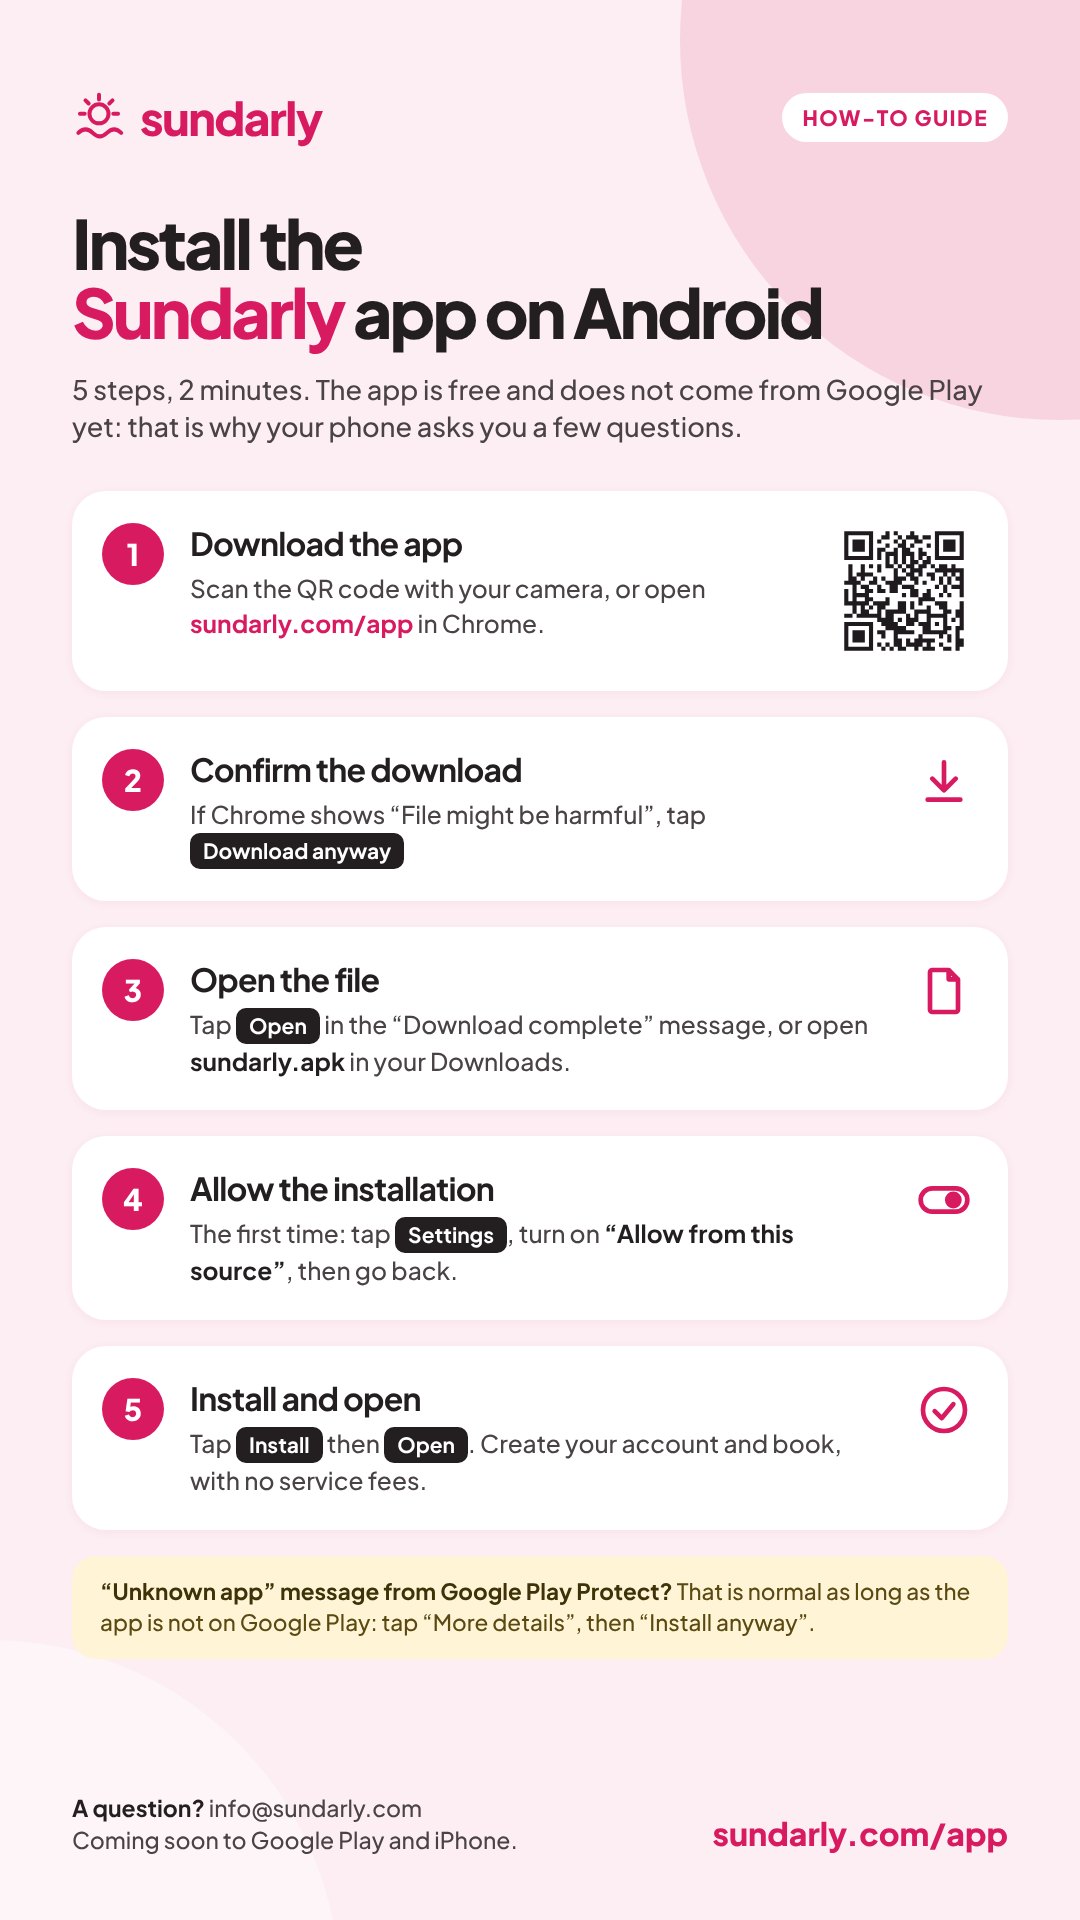 sundarly
HOW-TO GUIDE
Install the
Sundarly app on Android
5 steps, 2 minutes. The app is free and does not come from Google Play
yet: that is why your phone asks you a few questions.
1
Download the app
Scan the QR code with your camera, or open
sundarly.com/app in Chrome.
2
Confirm the download
If Chrome shows “File might be harmful”, tap
Download anyway
3
Open the file
Tap Open in the “Download complete” message, or open
sundarly.apk in your Downloads.
4
Allow the installation
The first time: tap Settings, turn on “Allow from this
source”, then go back.
5
Install and open
Tap Install then Open. Create your account and book,
with no service fees.
“Unknown app” message from Google Play Protect? That is normal as long as the
app is not on Google Play: tap “More details”, then “Install anyway”.
A question? info@sundarly.com
Coming soon to Google Play and iPhone.
sundarly.com/app